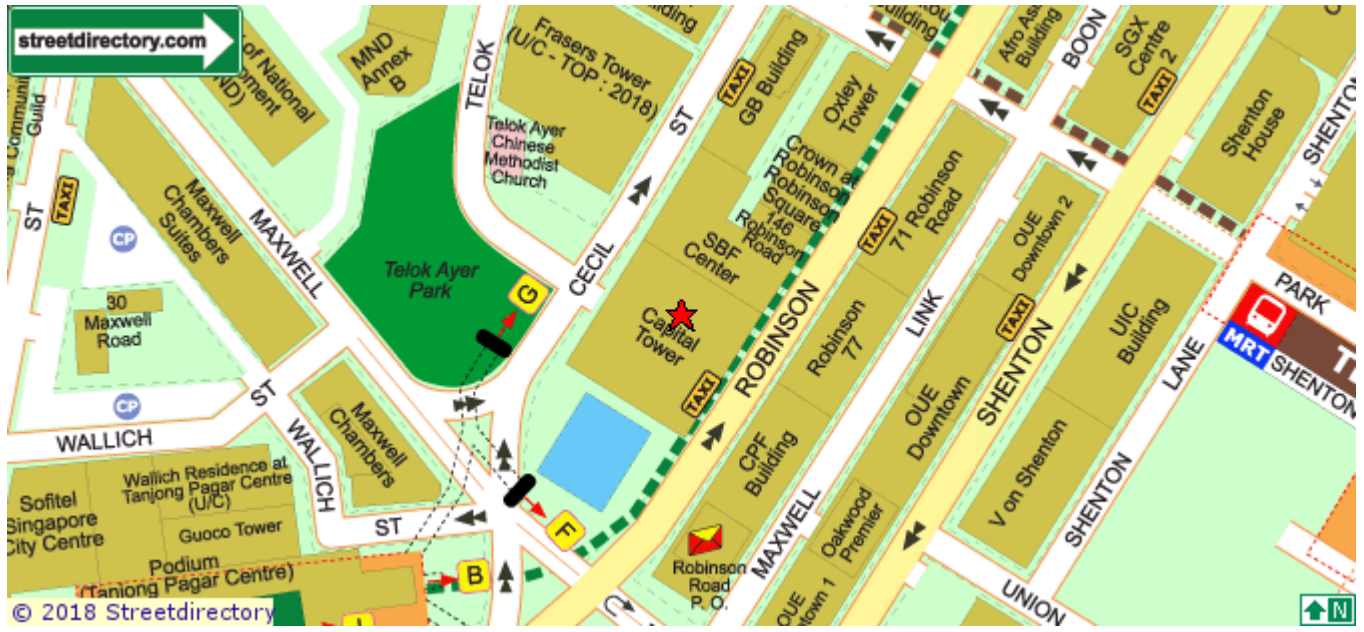 streetdirectory.com
of National
MND
Annex
B
TELOK
Frasers Tower
(U/C - TOP : 2018)
Building
ST
TAXI
GB Building
Oxley
Tower
Building
Afro
Building
BOON
SGX
Centre
2
TAXI
Shenton
House
SHENTON
Guild
ST
TAXI
CP
Maxwell
Chambers
Suites
MAXWELL
Telok Ayer
Chinese
Methodist
Church
Crown at
Robinson
Robinson
Square
146
Robinson
Road
TAXI
71 Robinson
Road
OUE
Downtown 2
Telok Ayer
Park
G
CECIL
SBF
Center
30
Maxwell
Road
Capital
Tower
ROBINSON
Robinson
77
LINK
TAXI
SHENTON
UIC
Building
PARK
MRT
SHENTON
LANE
CP
ST
WALLICH
WALLICH
Maxwell
Chambers
TAXI
CPF
Building
OUE
Downtown
V on Shenton
SHENTON
Sofitel
Singapore
City Centre
Wallich Residence at
Tanjong Pagar Centre
(U/C)
Guoco Tower
ST
Podium
(Tanjong Pagar Centre)
F
B
Robinson
Road
P. O.
MAXWELL
Oakwood
Premier
OUE
UNION
© 2018 Streetdirectory
N